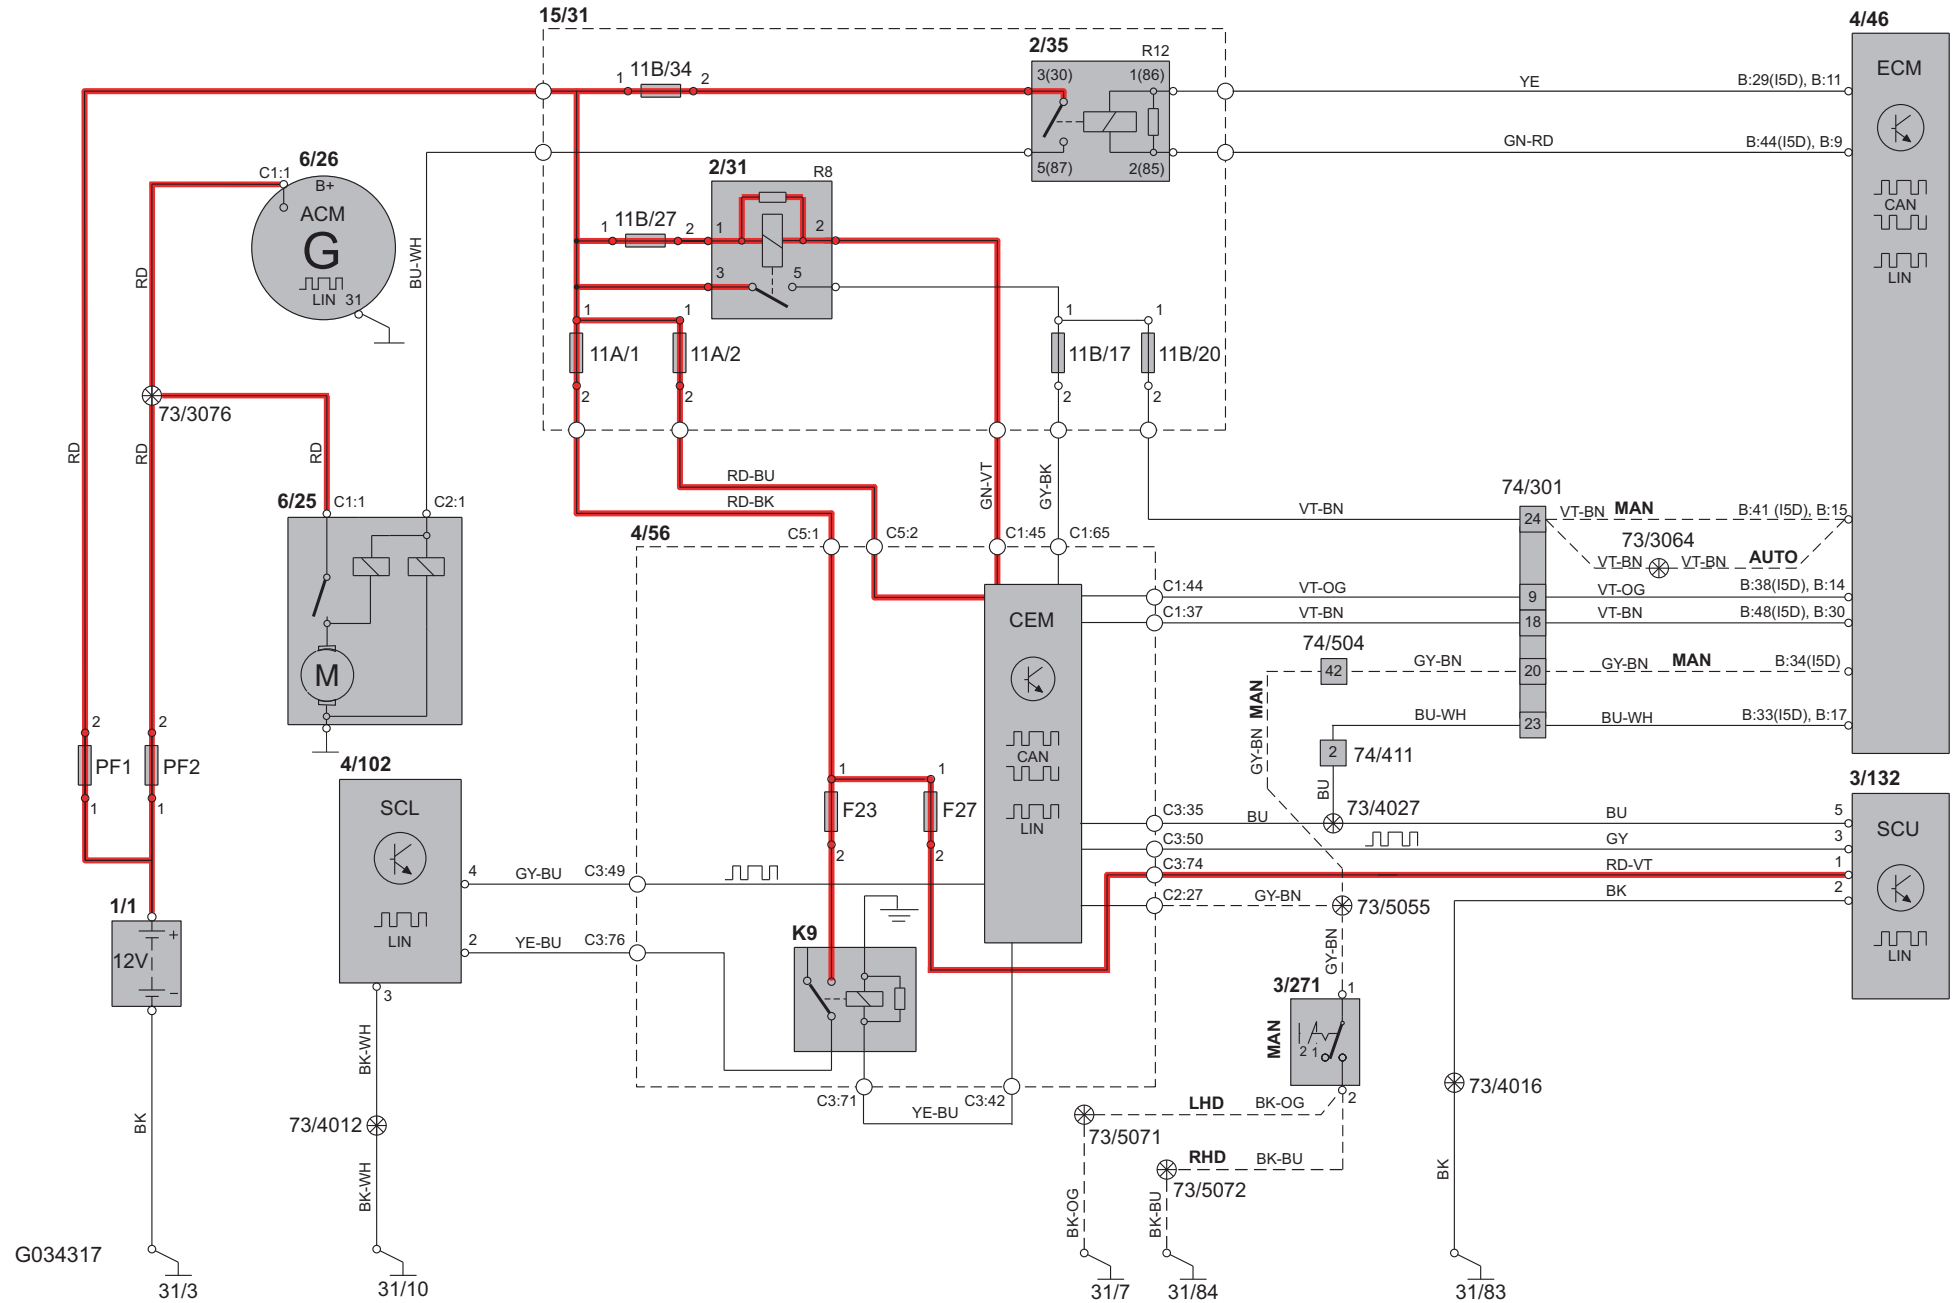 15/31
4/46
2/35
R12
11B/34
1
2
3(30)
1(86)
ECM
YE
B:29(I5D), B:11
GN-RD
B:44(I5D), B:9
5(87)
2(85)
6/26
C1:1
B+
ACM
G
LIN
31
2/31
R8
11B/27
1
2
1
2
3
5
CAN
LIN
RD
BU-WH
1
1
11A/1
11A/2
2
2
1
1
11B/17
11B/20
2
2
73/3076
RD
RD
RD
6/25
C1:1
C2:1
RD-BU
RD-BK
GN-VT
GY-BK
4/56
C5:1
C5:2
C1:45
C1:65
74/301
VT-BN
24
VT-BN
MAN
B:41 (I5D), B:15
73/3064
VT-BN
VT-BN
AUTO
C1:44
VT-OG
9
VT-OG
B:38(I5D), B:14
C1:37
VT-BN
18
VT-BN
B:48(I5D), B:30
CEM
M
74/504
42
GY-BN
20
GY-BN
MAN
B:34(I5D)
GY-BN
MAN
BU-WH
23
BU-WH
B:33(I5D), B:17
2
74/411
2
2
PF1
PF2
1
1
CAN
LIN
4/102
SCL
LIN
1
1
F23
F27
2
2
BU
3/132
C3:35
BU
73/4027
BU
5
SCU
C3:50
GY
3
C3:74
RD-VT
1
BK
2
C2:27
GY-BN
73/5055
LIN
4
GY-BU
C3:49
2
YE-BU
C3:76
3
1/1
+
12V
−
K9
GY-BN
3/271
1
MAN
2
1
2
C3:71
C3:42
YE-BU
BK-WH
73/4012
BK-WH
BK
LHD
BK-OG
73/5071
RHD
BK-BU
73/5072
BK-OG
BK-BU
73/4016
BK
G034317
31/3
31/10
31/7
31/84
31/83